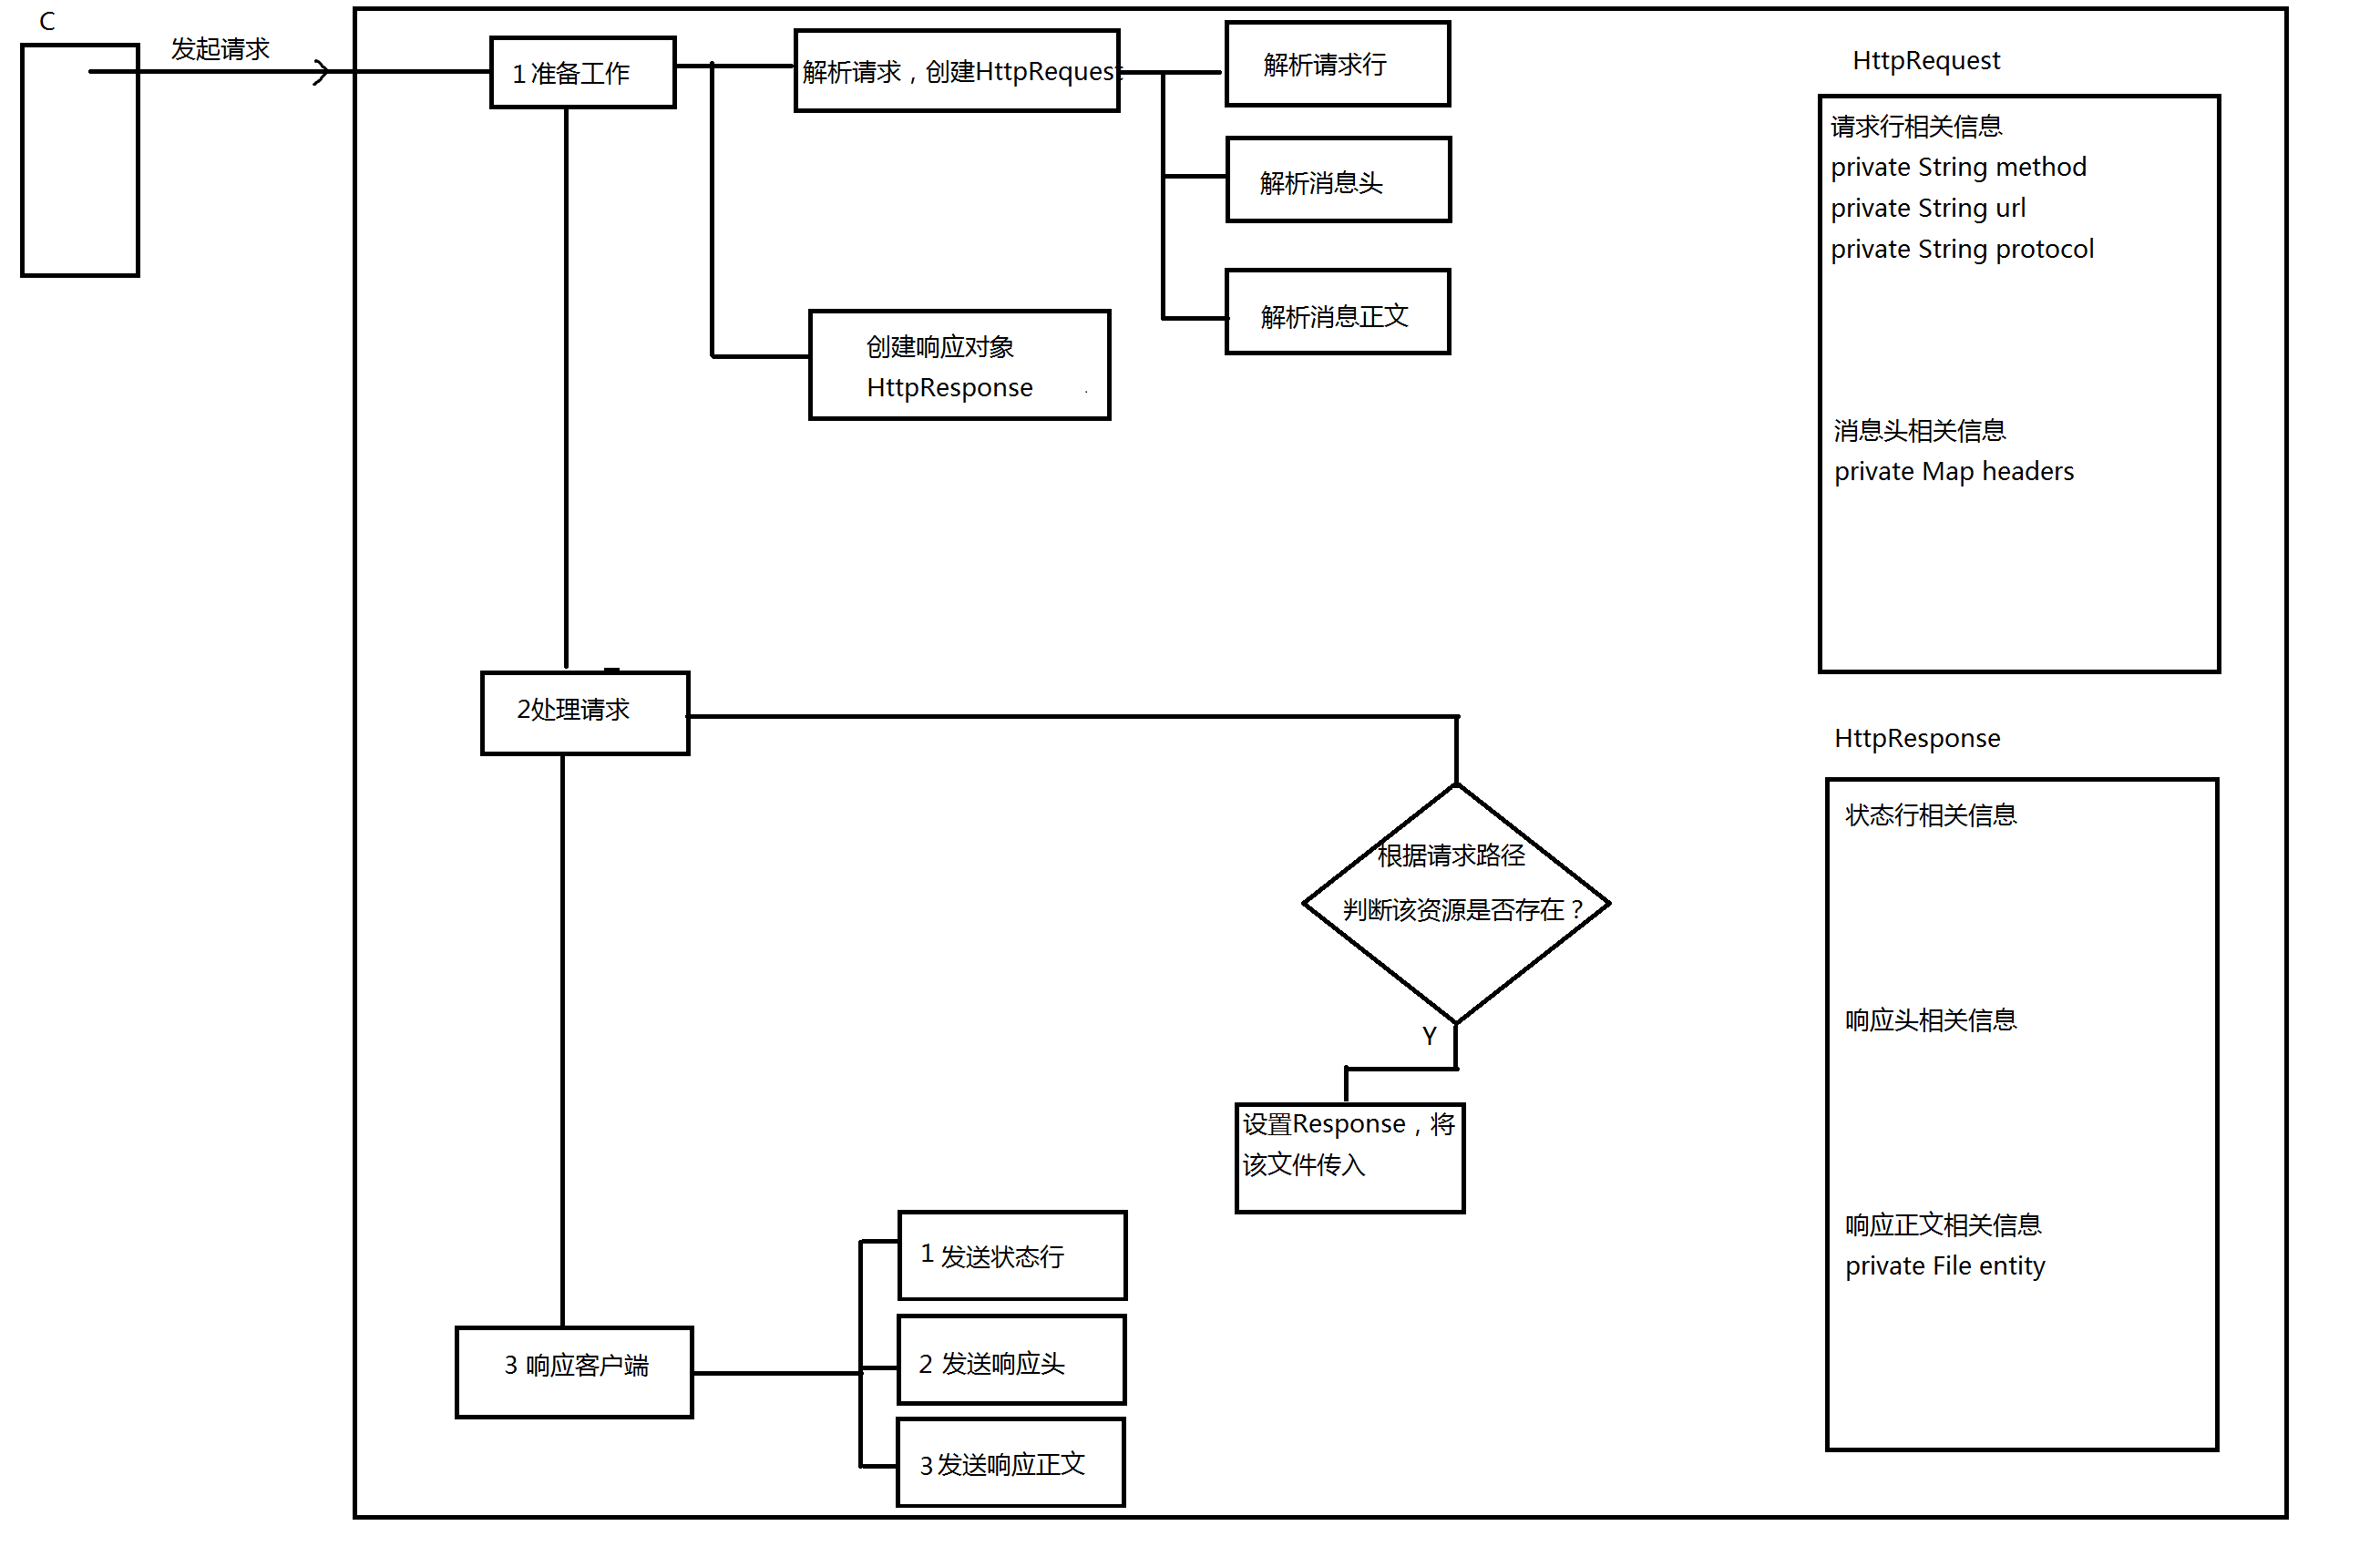 C
发起请求
1 准备工作
解析请求，创建HttpRequest
解析请求行
解析消息头
解析消息正文
创建响应对象
HttpResponse
HttpRequest
请求行相关信息
private String method
private String url
private String protocol
消息头相关信息
private Map headers
2处理请求
根据请求路径
判断该资源是否存在？
Y
设置Response，将
该文件传入
HttpResponse
状态行相关信息
响应头相关信息
响应正文相关信息
private File entity
3 响应客户端
1 发送状态行
2 发送响应头
3发送响应正文